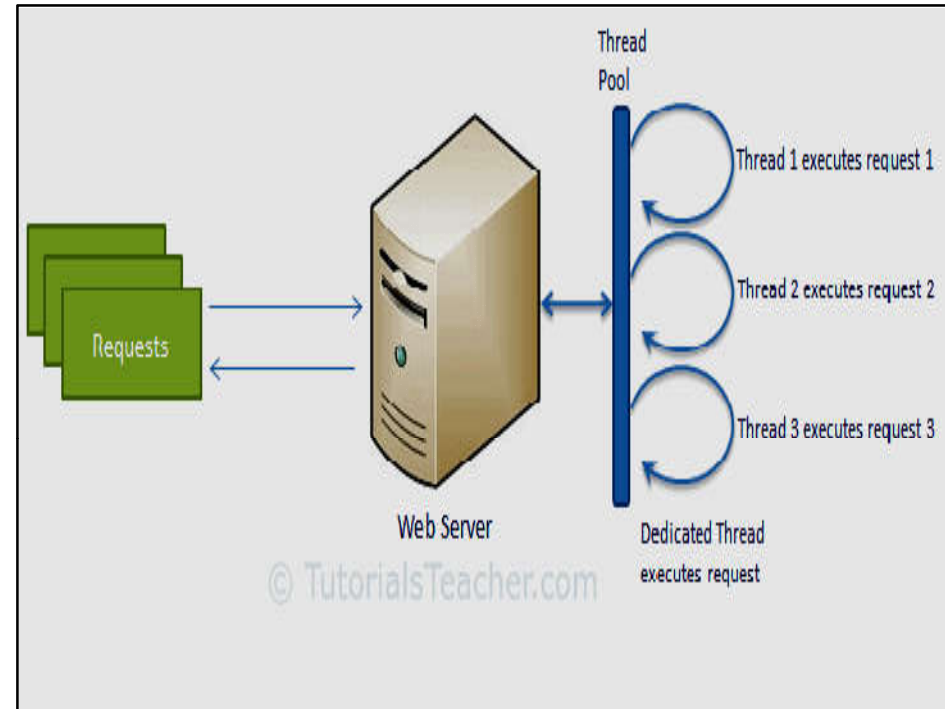 Thread
Pool
Thread 1 executes request 1
Thread 2 executes request 2
Requests
Thread 3 executes request 3
Web Server
Dedicated Thread
executes request
© TutorialsTeacher.com